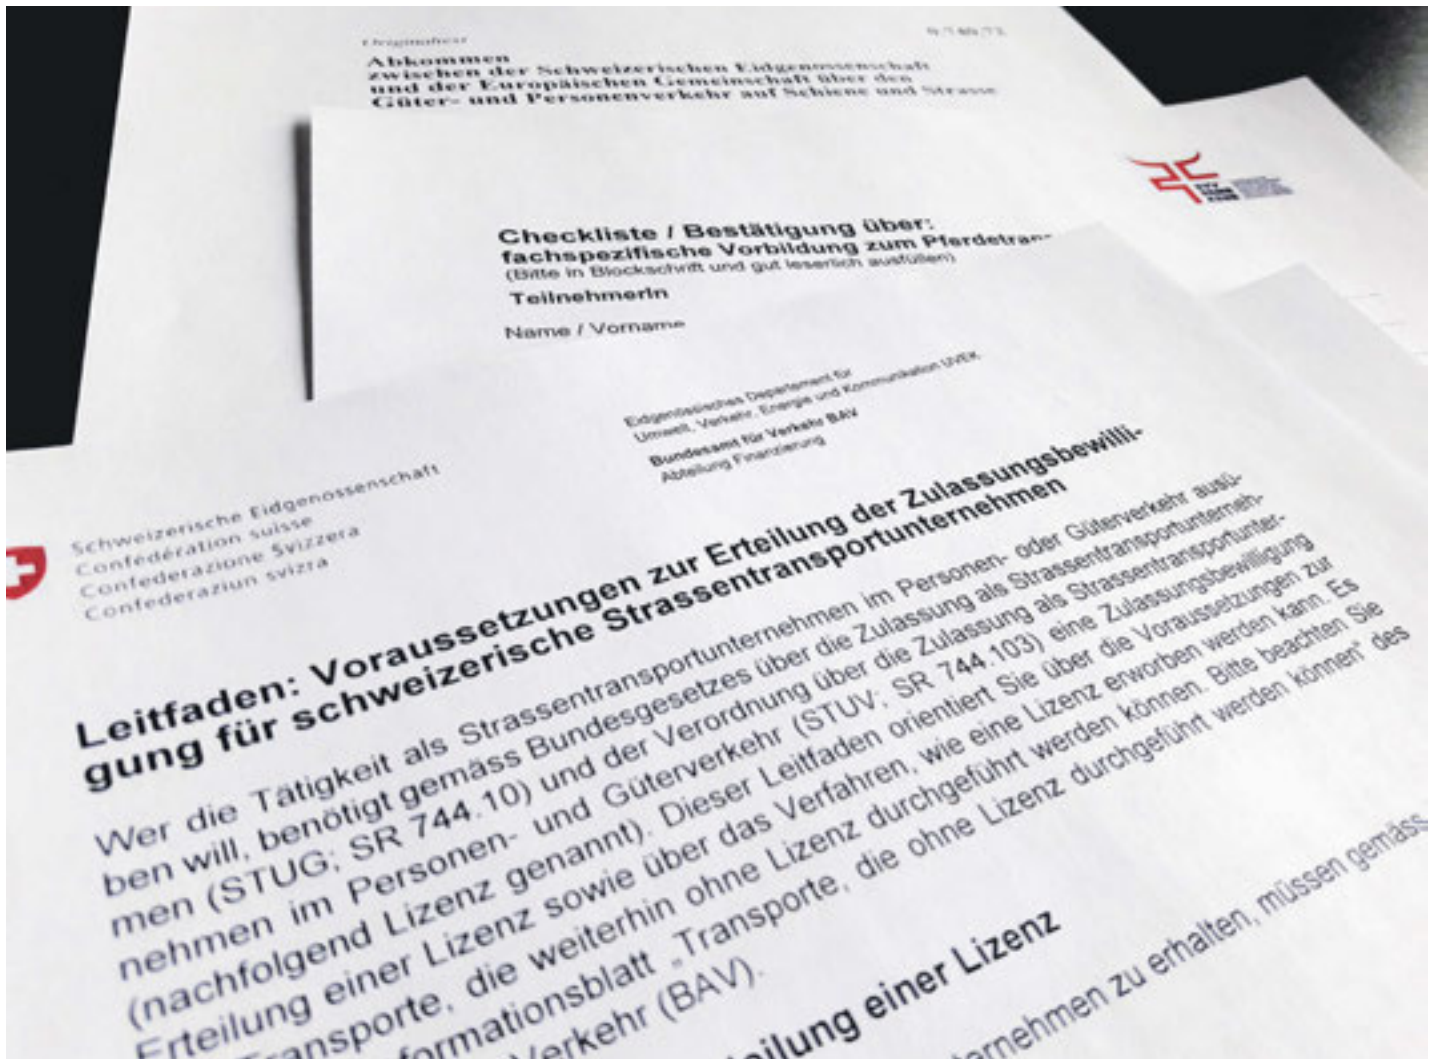 Originaltext
0.740.72
Abkommen
zwischen der Schweizerischen Eidgenossenschaft
und der Europäischen Gemeinschaft über den
Güter- und Personenverkehr auf Schiene und Strasse
Checkliste / Bestätigung über:
fachspezifische Vorbildung zum Pferdetran
(Bitte in Blockschrift und gut leserlich ausfüllen)
TeilnehmerIn
Name / Vorname
Eidgenössisches Departement für
Umwelt, Verkehr, Energie und Kommunikation UVEK
Bundesamt für Verkehr BAV
Abteilung Finanzierung
Schweizerische Eidgenossenschaft
Confédération suisse
Confederazione Svizzera
Confederaziun svizra
Leitfaden: Voraussetzungen zur Erteilung der Zulassungsbewilli-
gung für schweizerische Strassentransportunternehmen
Wer die Tätigkeit als Strassentransportunternehmen im Personen- oder Güterverkehr ausü-
ben will, benötigt gemäss Bundesgesetzes über die Zulassung als Strassentransportunterneh-
men (STUG; SR 744.10) und der Verordnung über die Zulassung als Strassentransportunter-
nehmen im Personen- und Güterverkehr (STUV; SR 744.103) eine Zulassungsbewilligung
(nachfolgend Lizenz genannt). Dieser Leitfaden orientiert Sie über die Voraussetzungen zur
Erteilung einer Lizenz sowie über das Verfahren, wie eine Lizenz erworben werden kann. Es
Transporte, die weiterhin ohne Lizenz durchgeführt werden können. Bitte beachten Sie
formationsblatt „Transporte, die ohne Lizenz durchgeführt werden können" des
Verkehr (BAV).
eilung einer Lizenz
ernehmen zu erhalten, müssen gemäss